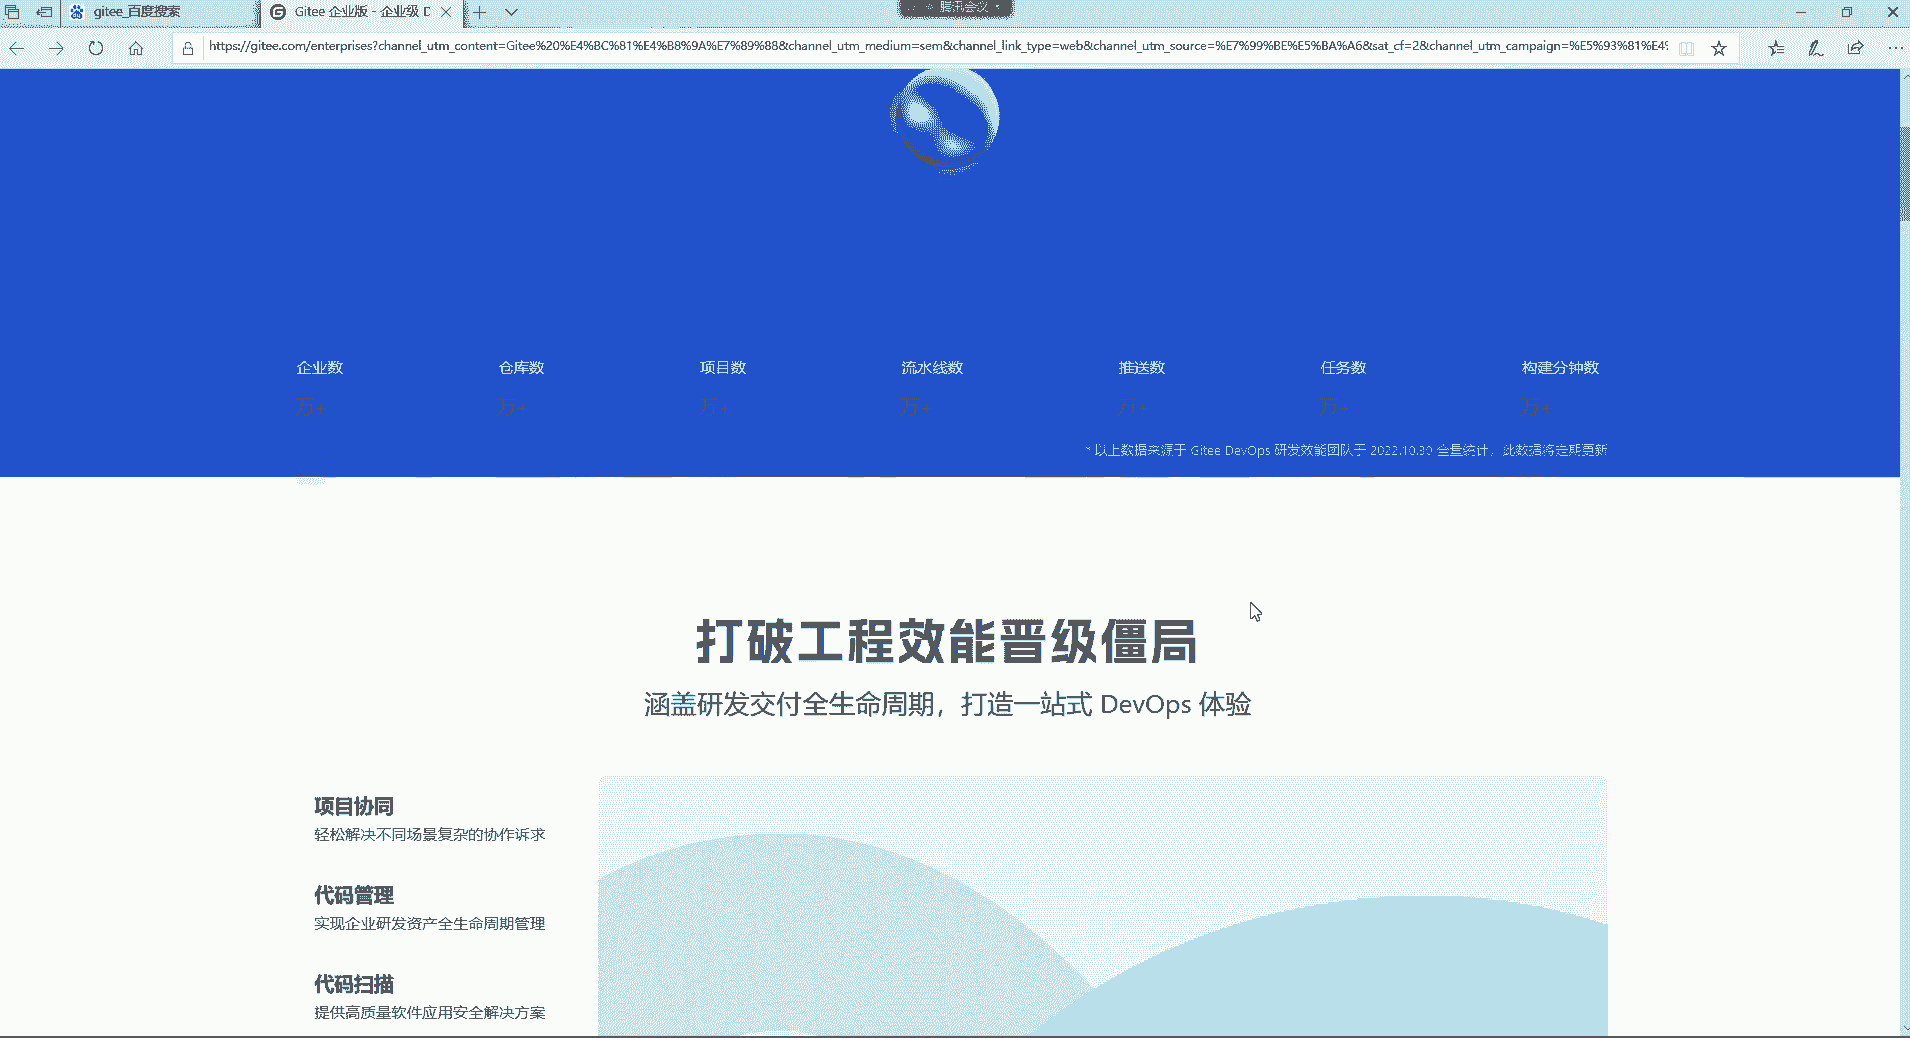 gitee_百度搜索
Gitee 企业版 - 企业级 D
腾讯会议
https://gitee.com/enterprises?channel_utm_content=Gitee%20%E4%BC%81%E4%B8%9A%E7%89%88&channel_utm_medium=sem&channel_link_type=web&channel_utm_source=%E7%99%BE%E5%BA%A6&sat_cf=2&channel_utm_campaign=%E5%93%81%E4%
企业数 仓库数 项目数 流水线数 推送数 任务数 构建分钟数
万+ 万+ 万+ 万+ 万+ 万+ 万+
* 以上数据来源于 Gitee DevOps 研发效能团队于 2022.10.30 全量统计，此数据将定期更新
打破工程效能晋级僵局
涵盖研发交付全生命周期，打造一站式 DevOps 体验
项目协同
轻松解决不同场景复杂的协作诉求
代码管理
实现企业研发资产全生命周期管理
代码扫描
提供高质量软件应用安全解决方案